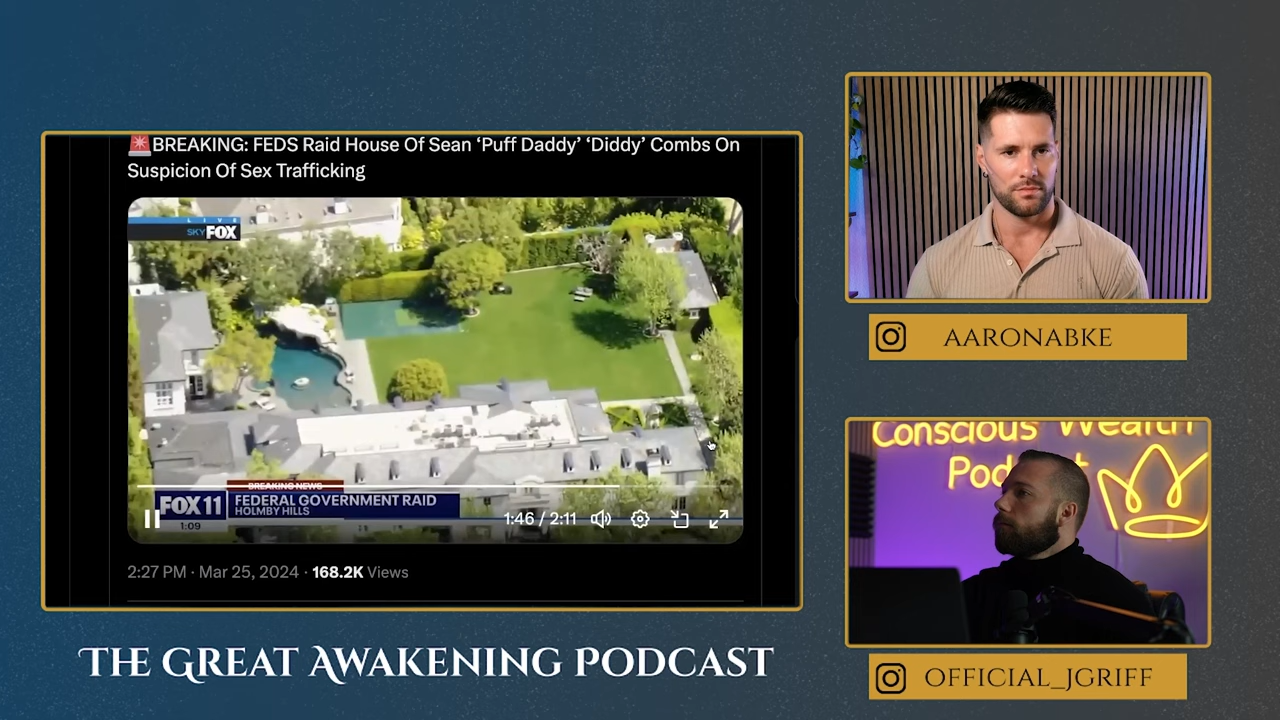 🚨BREAKING: FEDS Raid House Of Sean ‘Puff Daddy’ ‘Diddy’ Combs On
Suspicion Of Sex Trafficking
LIVE
SKY FOX
BREAKING NEWS
FOX 11
FEDERAL GOVERNMENT RAID
HOLMBY HILLS
1:09
1:46 / 2:11
2:27 PM · Mar 25, 2024 · 168.2K Views
THE GREAT AWAKENING PODCAST
AARONABKE
Conscious Wealth
OFFICIAL_JGRIFF